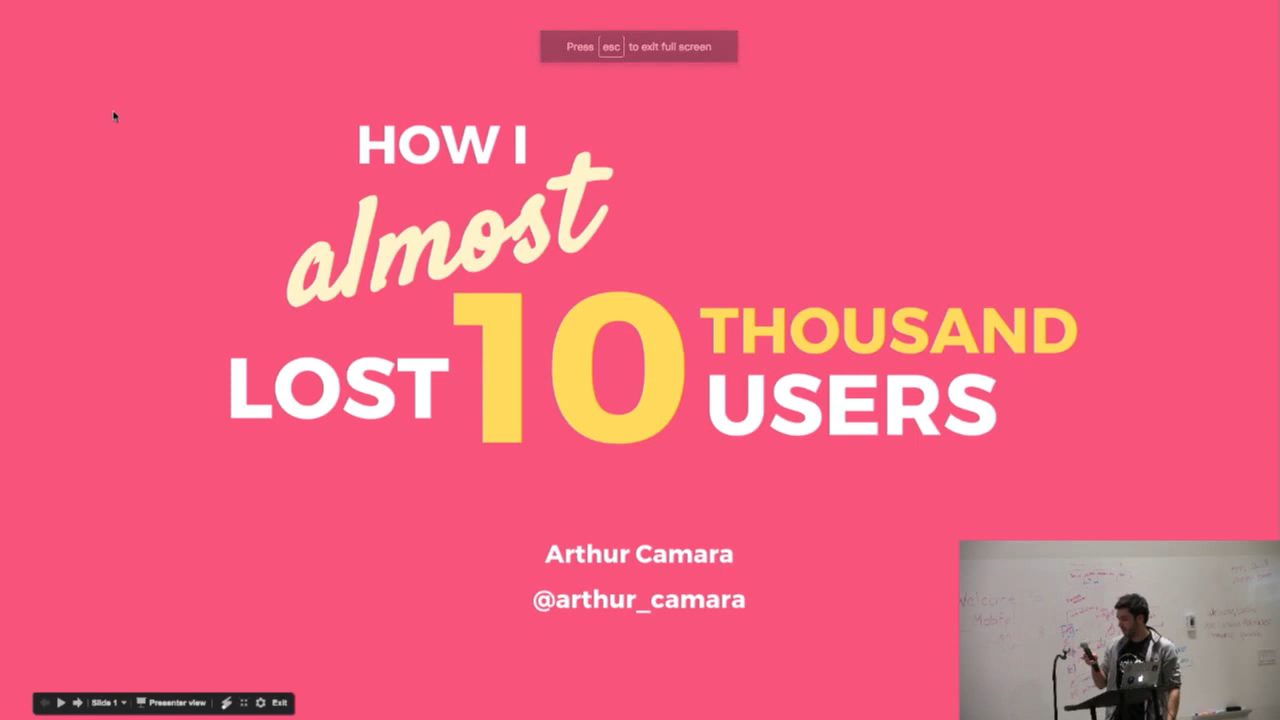 Press esc to exit full screen
HOW I
almost
LOST 10 THOUSAND
USERS
Arthur Camara
@arthur_camara
Welcome
Slide 1
Presenter view
Exit